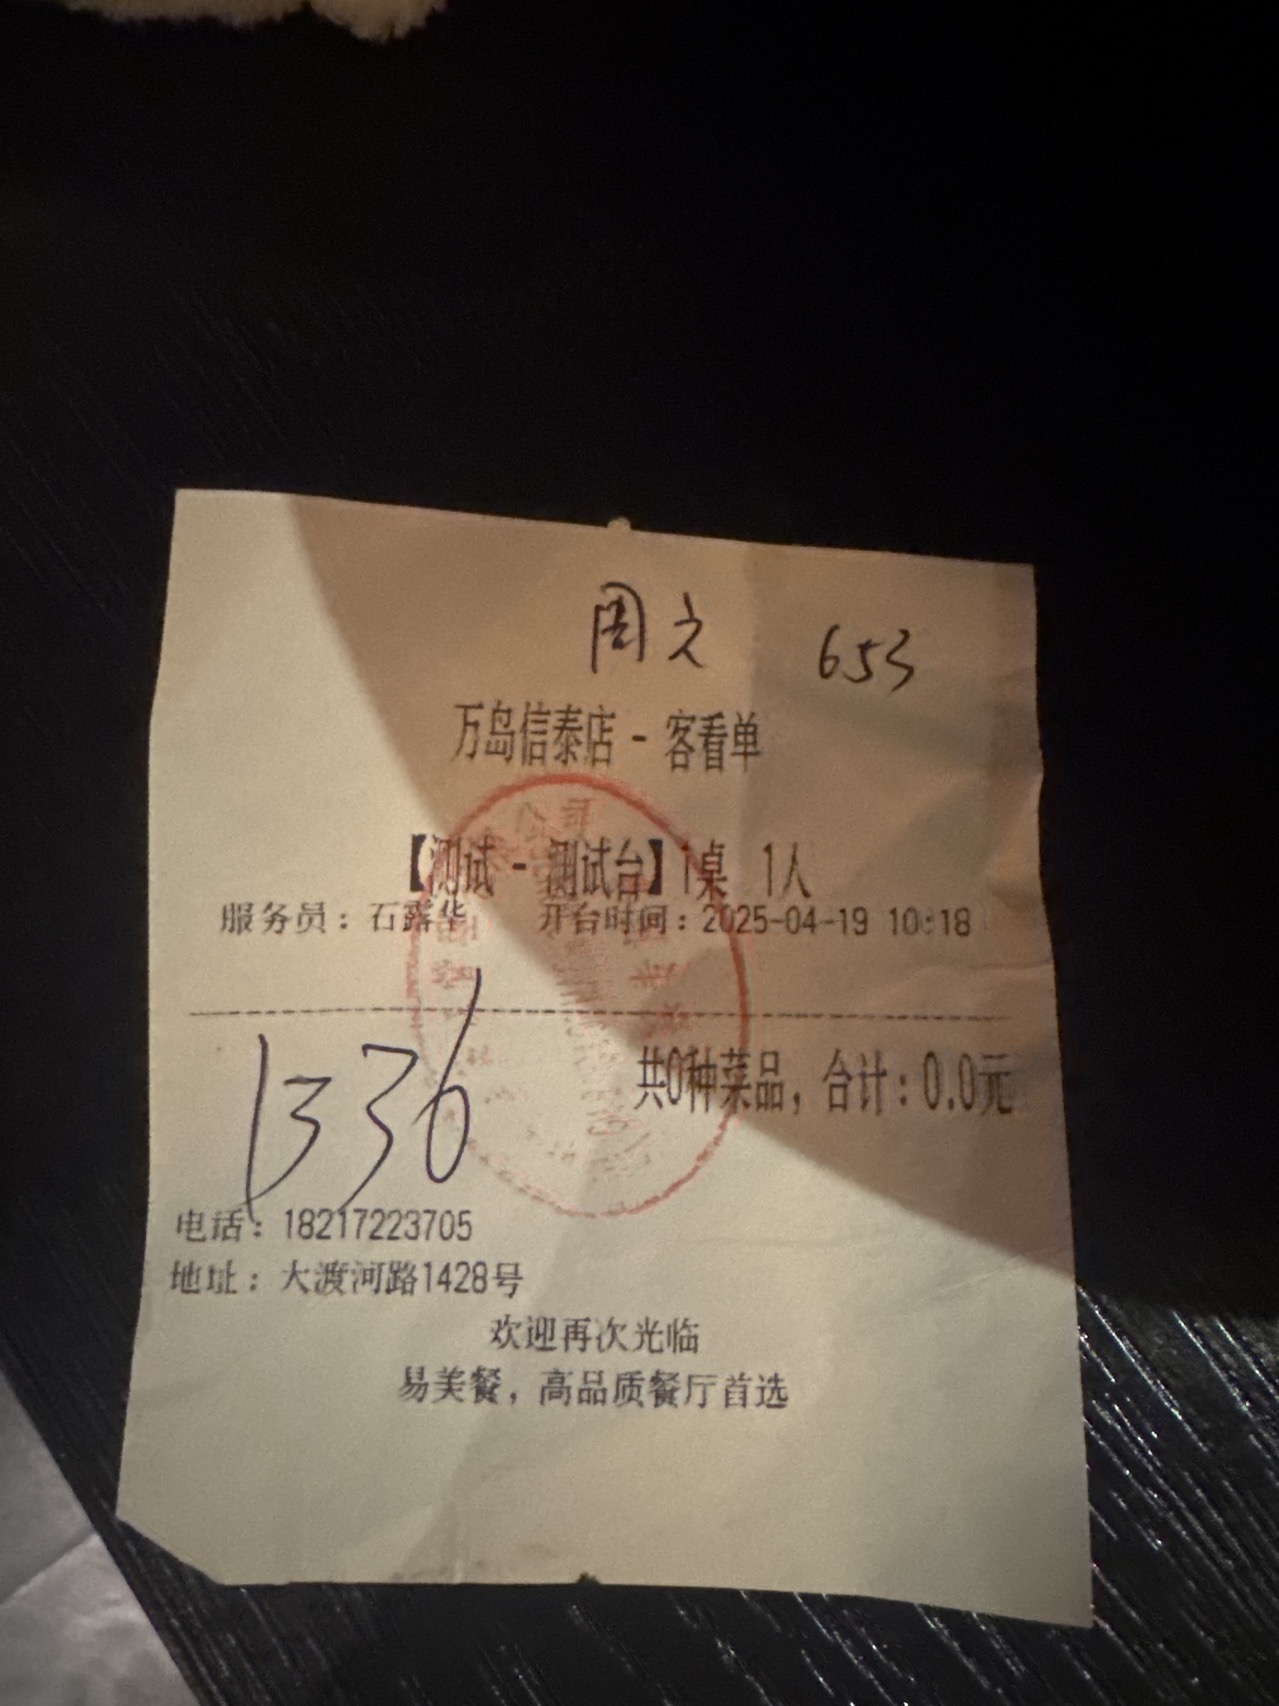 周之 653
万岛信泰店 - 客看单
【测试 - 测试台】1桌 1人
服务员：石露华 开台时间：2025-04-19 10:18
1336
共0种菜品，合计：0.0元
电话：18217223705
地址：大渡河路1428号
欢迎再次光临
易美餐，高品质餐厅首选